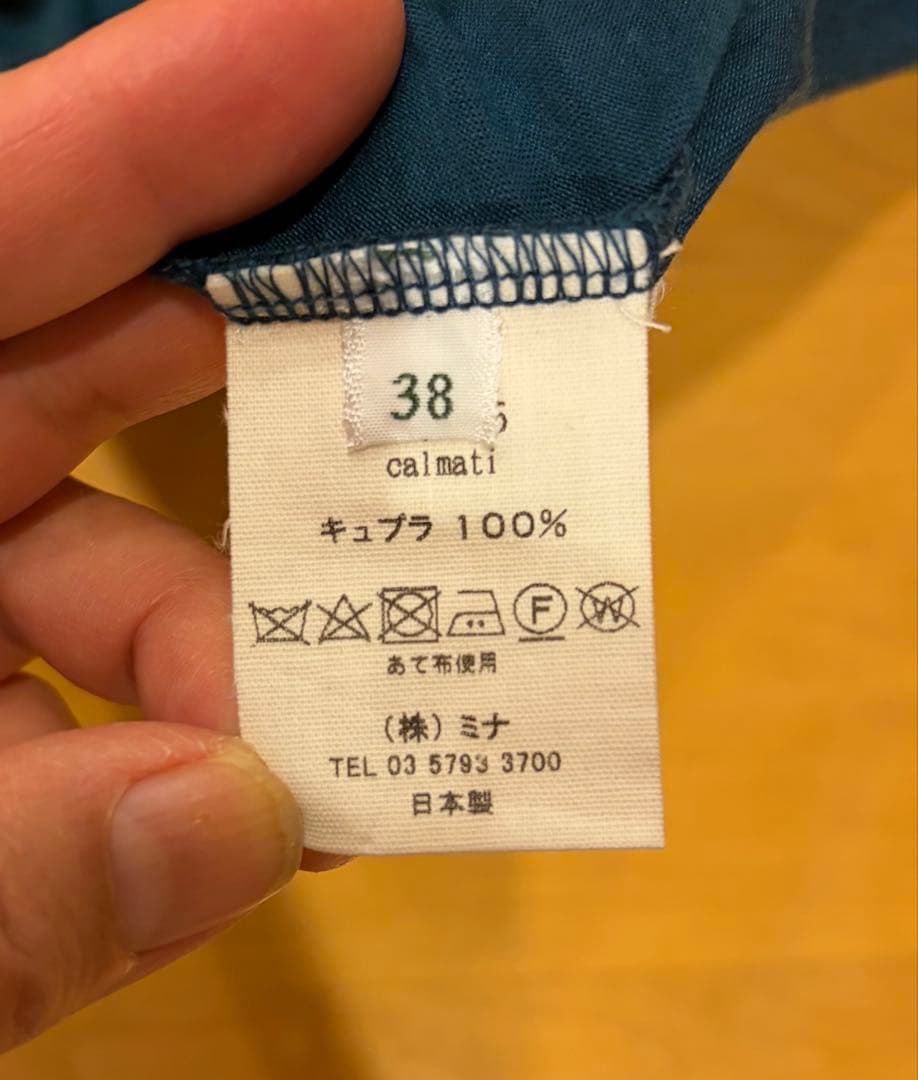 38
5
calmati
キュプラ 100%
F W
あて布使用
(株) ミナ
TEL 03 5793 3700
日本製